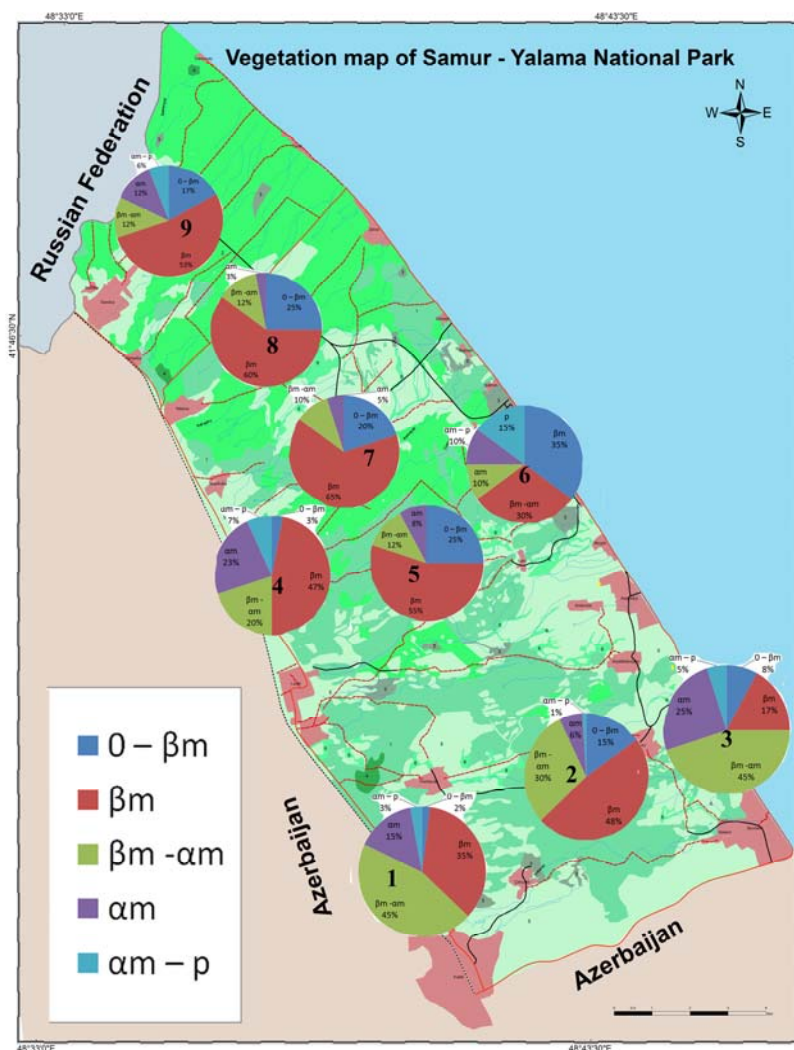 48°33'0"E
48°43'30"E
Vegetation map of Samur - Yalama National Park
N
W E
S
Russian Federation
41°46'30"N
αm – p
6%
αm
12%
0 – βm
17%
βm -αm
12%
9
βm
53%
αm
3%
βm -αm
12%
0 – βm
25%
8
βm
60%
βm -αm
10%
αm
5%
0 – βm
20%
7
βm
65%
p
15%
αm – p
10%
βm
35%
6
αm
10%
βm -αm
30%
αm – p
7%
0 – βm
3%
αm
23%
βm
47%
4
βm -
αm
20%
αm
8%
0 – βm
25%
βm -αm
12%
5
βm
55%
αm – p
5%
0 – βm
8%
αm
25%
βm
17%
3
βm -αm
45%
αm – p
1%
αm
6%
0 – βm
15%
βm -
αm
30%
2
βm
48%
αm – p
3%
0 – βm
2%
αm
15%
βm
35%
1
βm -αm
45%
0 – βm
βm
βm -αm
αm
αm – p
Azerbaijan
Azerbaijan
48°33'0"E
48°43'30"E